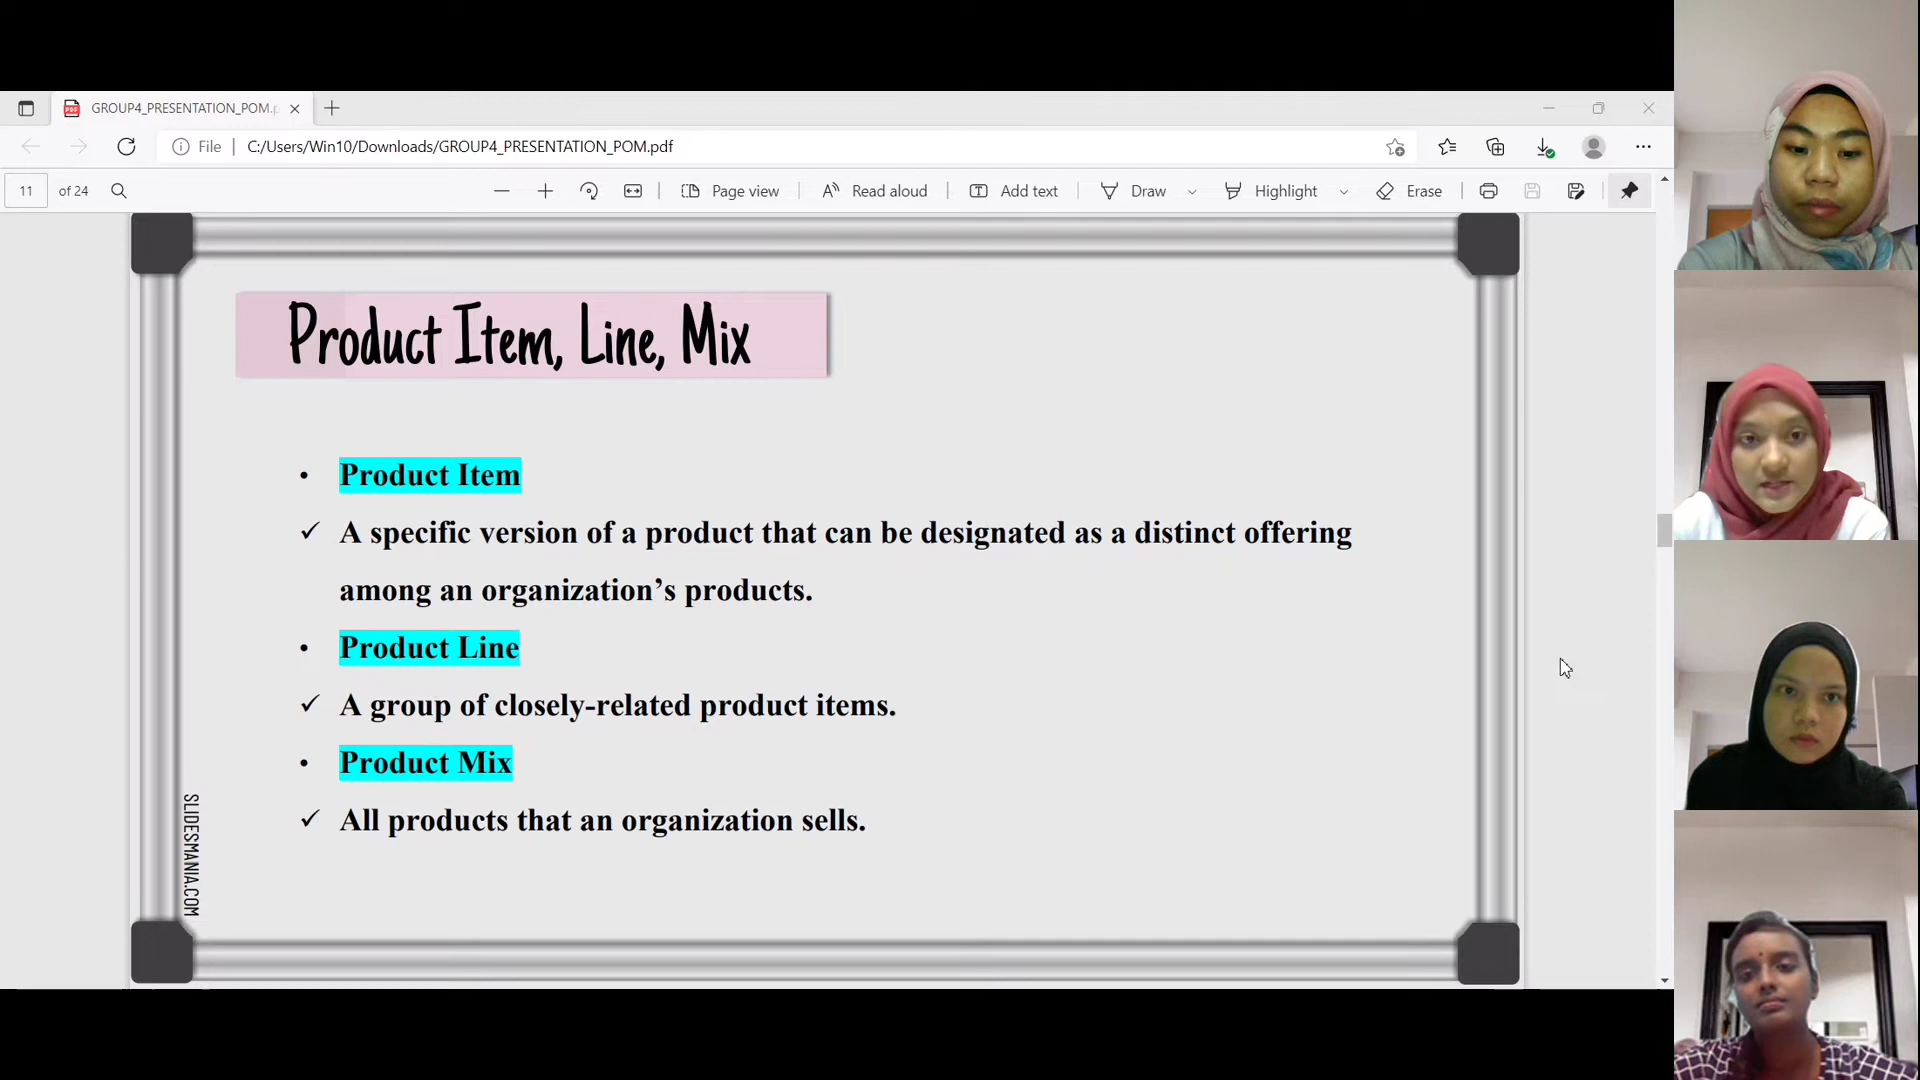 GROUP4_PRESENTATION_POM.p
File C:/Users/Win10/Downloads/GROUP4_PRESENTATION_POM.pdf
11 of 24 Page view Read aloud Add text Draw Highlight Erase
Product Item, Line, Mix
• Product Item
✓ A specific version of a product that can be designated as a distinct offering
among an organization’s products.
• Product Line
✓ A group of closely-related product items.
• Product Mix
✓ All products that an organization sells.
SLIDESMANIA.COM